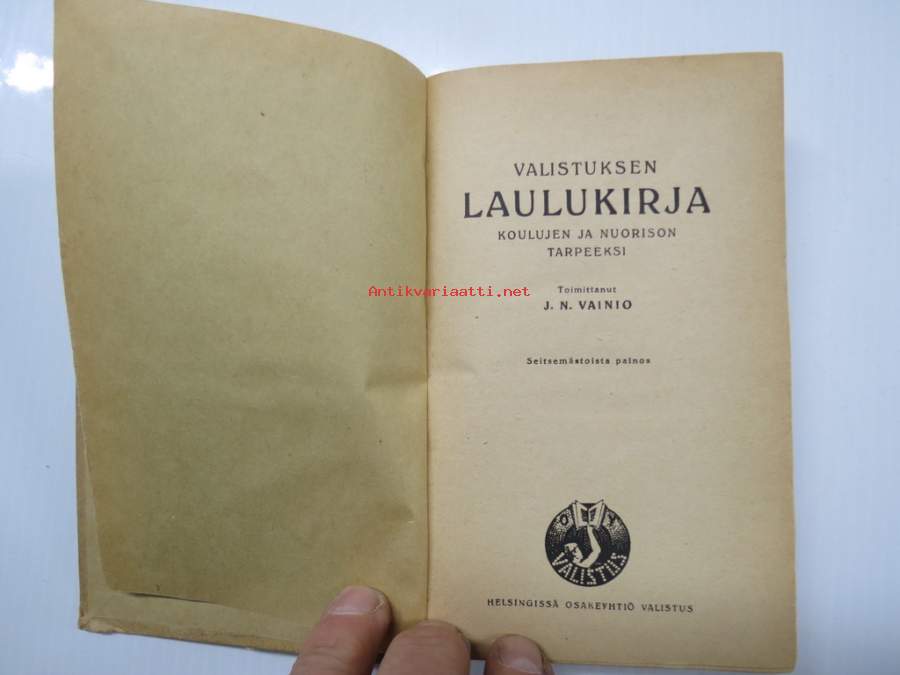 VALISTUKSEN
LAULUKIRJA
KOULUJEN JA NUORISON
TARPEEKSI
Antikvariaatti.net
Toimittanut
J. N. VAINIO
Seitsemästoista painos
VALISTUS
HELSINGISSÄ OSAKEYHTIÖ VALISTUS